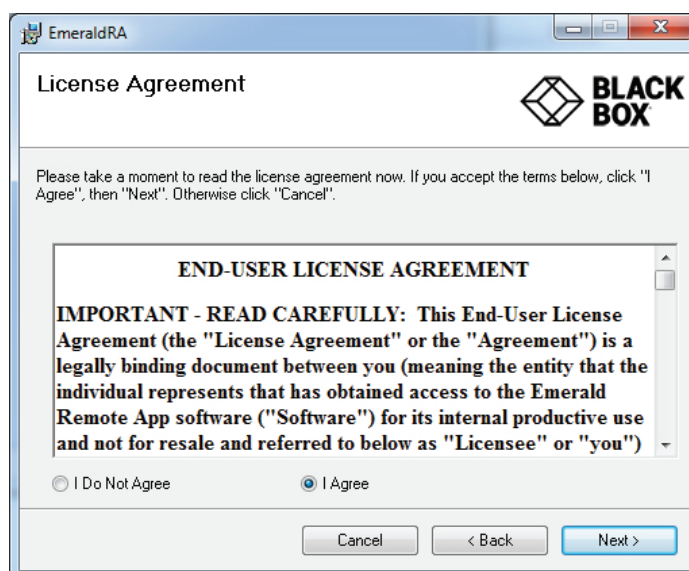 EmeraldRA
License Agreement
BLACK
BOX
Please take a moment to read the license agreement now. If you accept the terms below, click "I
Agree", then "Next". Otherwise click "Cancel".
END-USER LICENSE AGREEMENT
IMPORTANT - READ CAREFULLY: This End-User License
Agreement (the "License Agreement" or the "Agreement") is a
legally binding document between you (meaning the entity that the
individual represents that has obtained access to the Emerald
Remote App software ("Software") for its internal productive use
and not for resale and referred to below as "Licensee" or "you")
I Do Not Agree
I Agree
Cancel
< Back
Next >